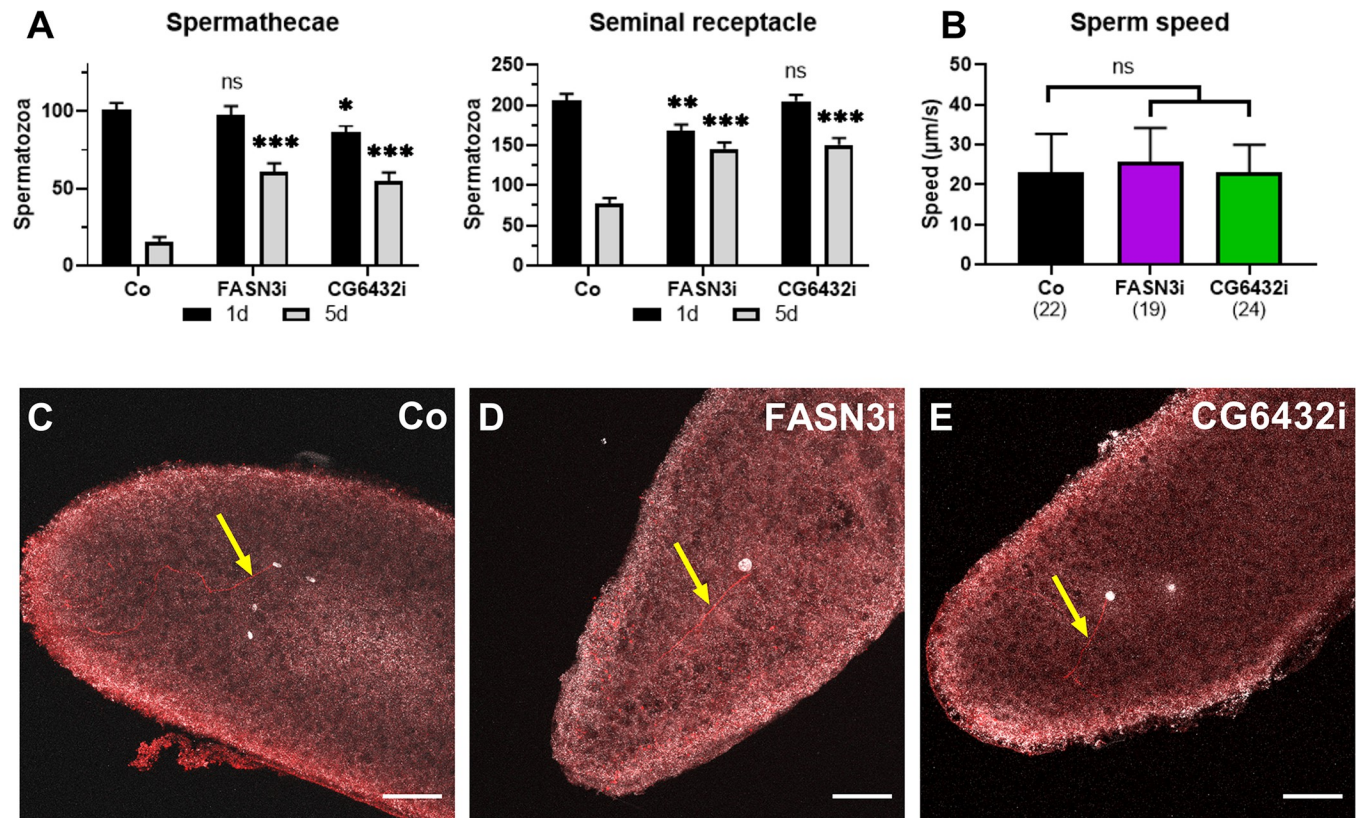 A
Spermathecae
Spermatozoa
100
50
0
ns
***
*
***
Co
FASN3i
CG6432i
1d
5d
Seminal receptacle
Spermatozoa
250
200
150
100
50
0
**
***
ns
***
Co
FASN3i
CG6432i
1d
5d
B
Sperm speed
Speed (µm/s)
50
40
30
20
10
0
ns
Co
FASN3i
CG6432i
(22)
(19)
(24)
C
Co
D
FASN3i
E
CG6432i